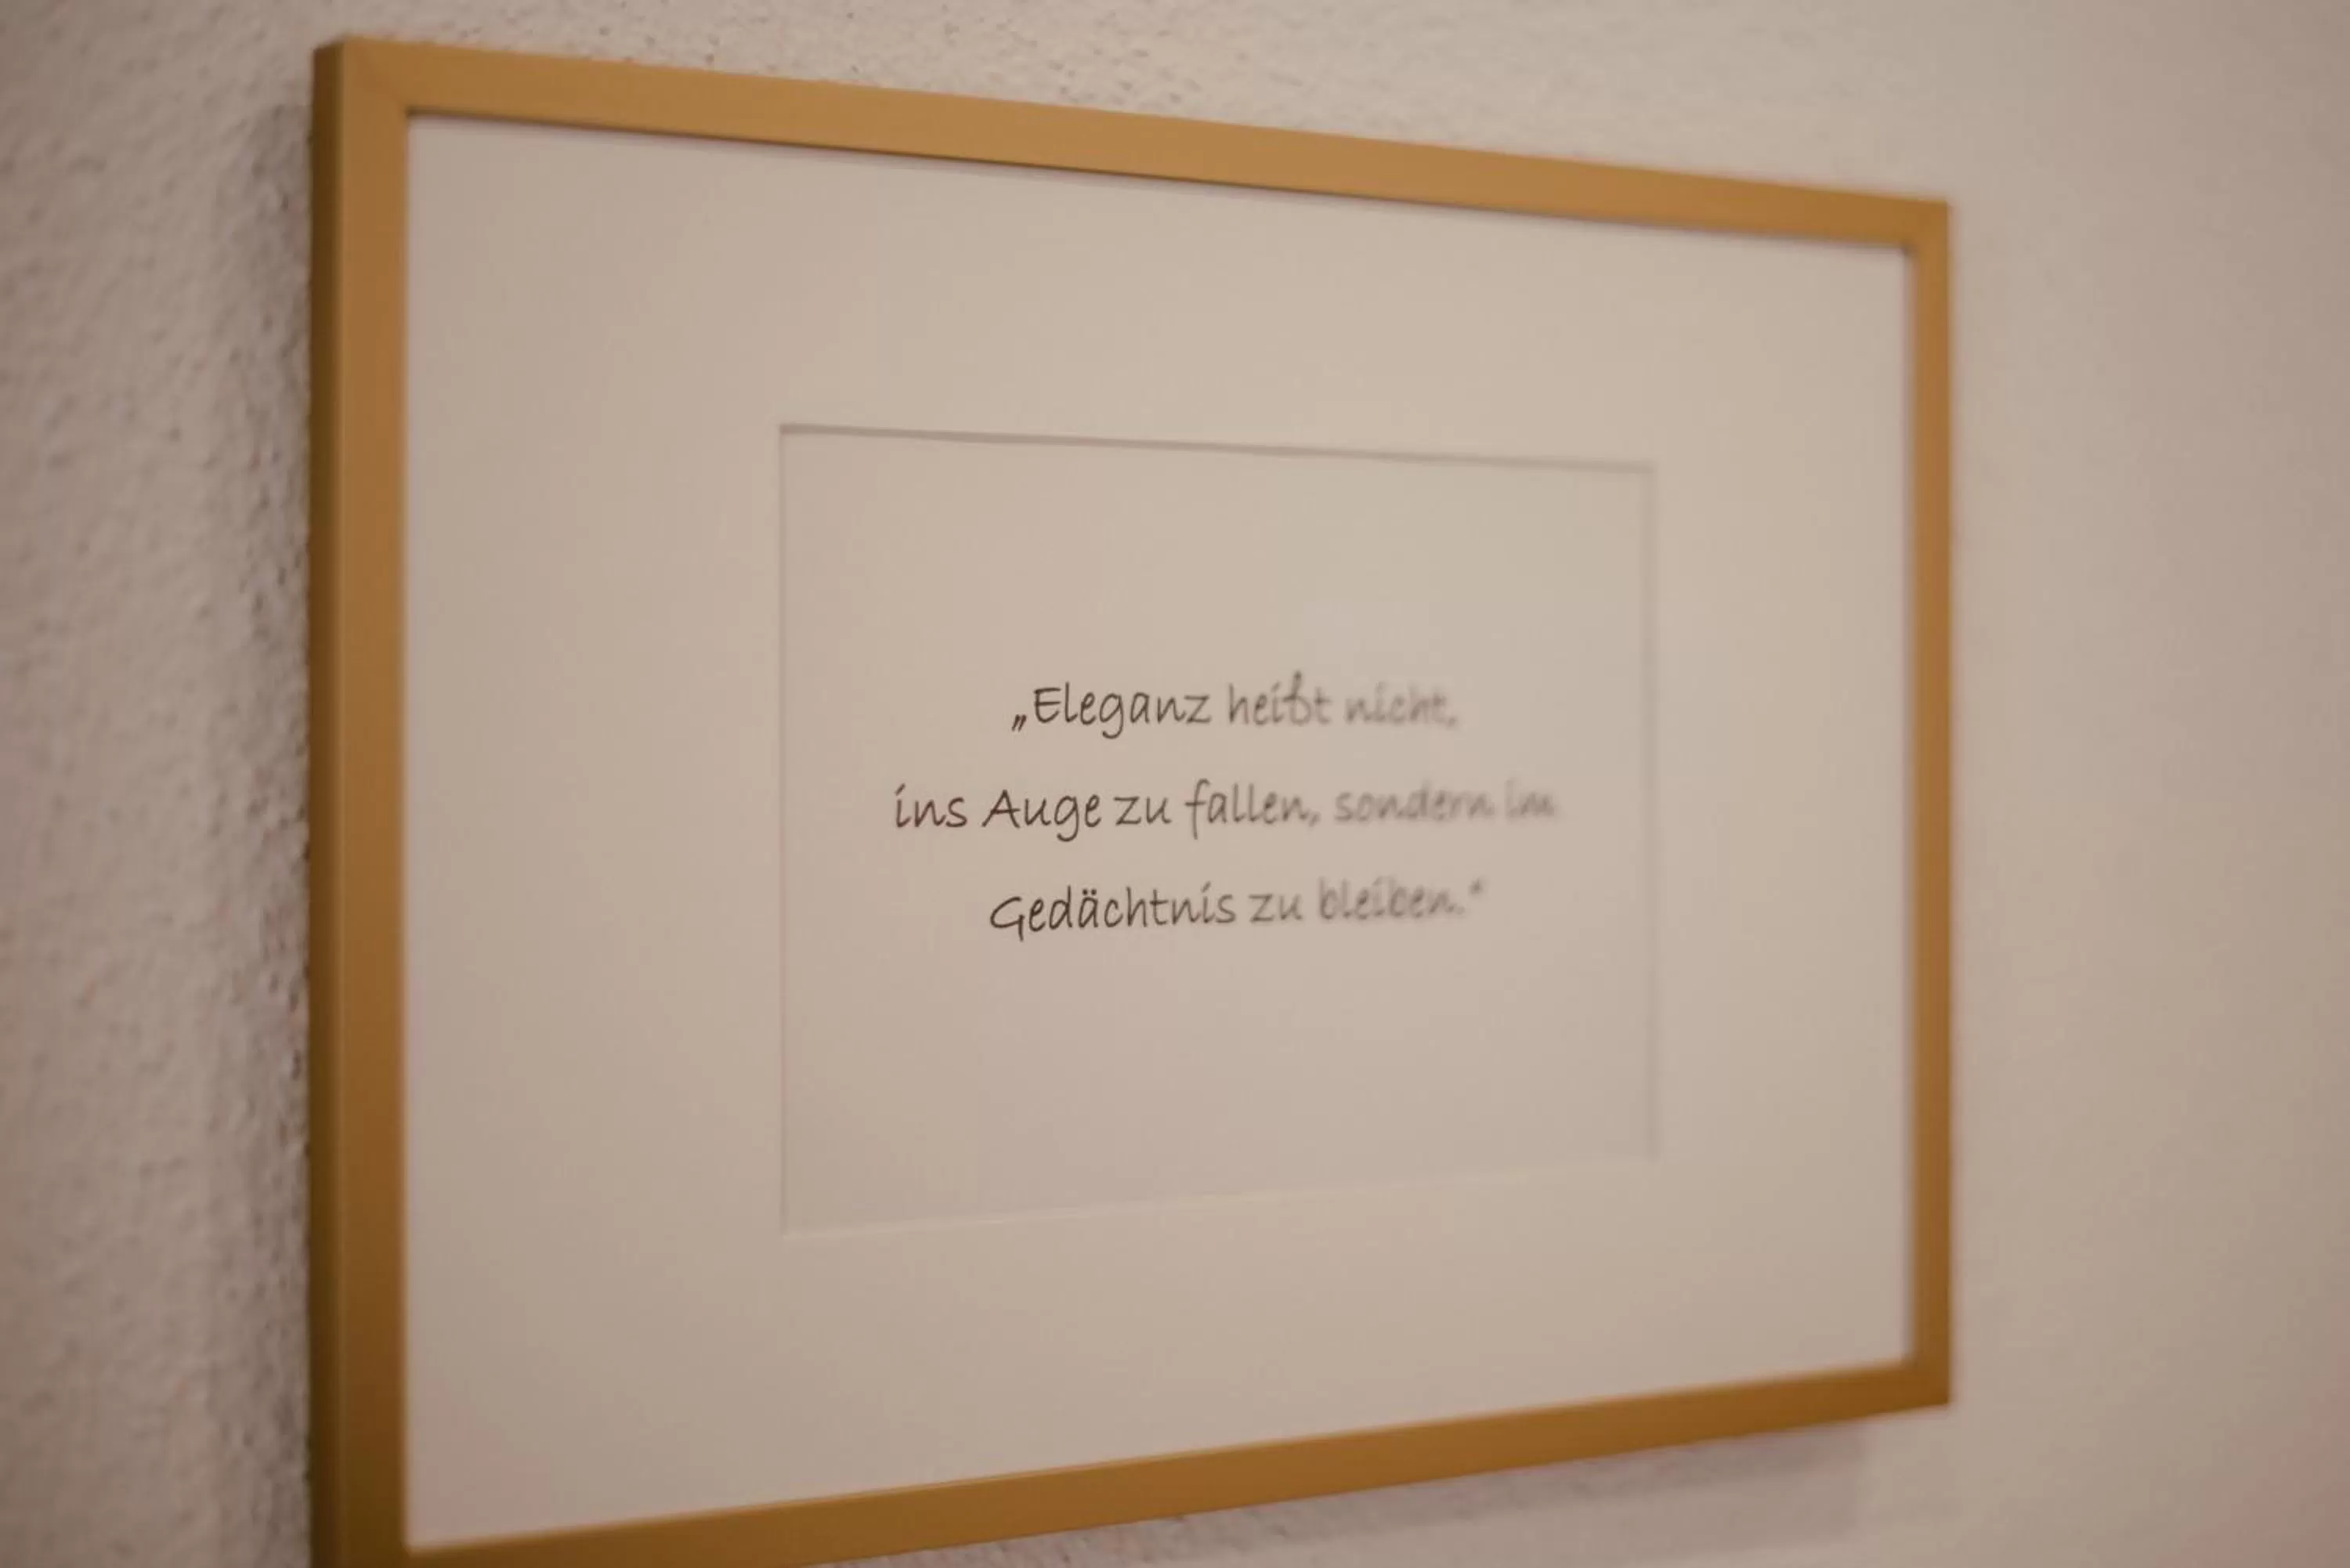 „Eleganz heißt nicht,
ins Auge zu fallen, sondern im
Gedächtnis zu bleiben.“